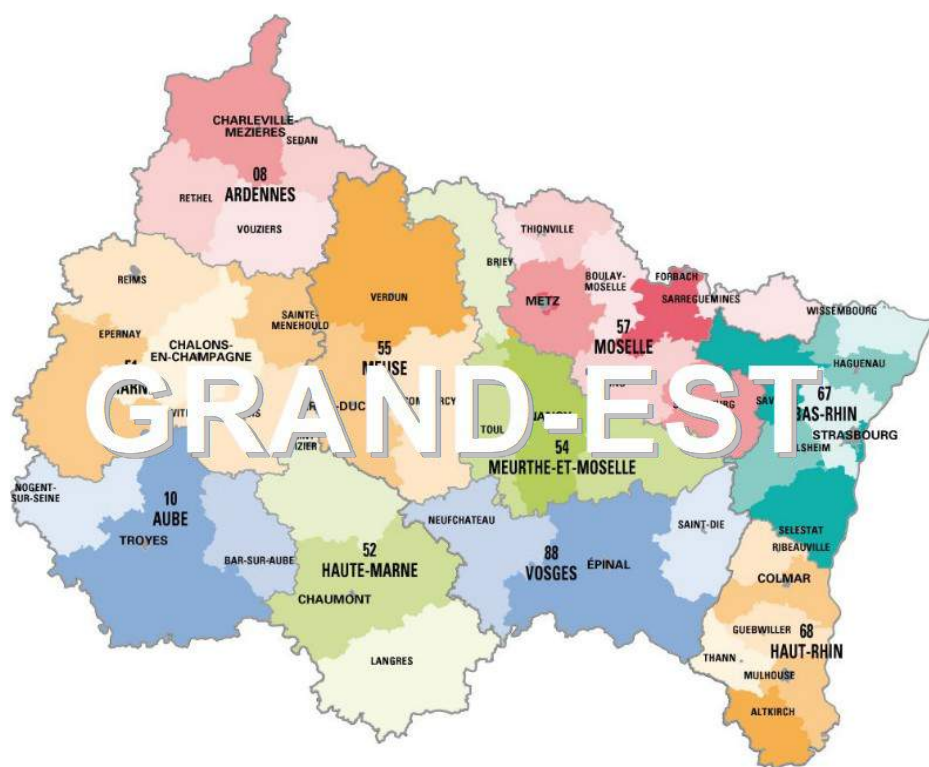 CHARLEVILLE-
MEZIÈRES
SEDAN
08
ARDENNES
RETHEL
VOUZIERS
THIONVILLE
BRIEY
BOULAY-
MOSELLE
FORBACH
METZ
SARREGUEMINES
57
MOSELLE
WISSEMBOURG
HAGUENAU
REIMS
VERDUN
EPERNAY
SAINTE-
MENEHOULD
CHALONS-
EN-CHAMPAGNE
55
MEUSE
67
BAS-RHIN
STRASBOURG
GRAND-EST
TOUL
54
MEURTHE-ET-MOSELLE
NOGENT-
SUR-SEINE
10
AUBE
TROYES
BAR-SUR-AUBE
52
HAUTE-MARNE
CHAUMONT
LANGRES
NEUFCHATEAU
88
VOSGES
ÉPINAL
SAINT-DIE
SELESTAT
RIBEAUVILLE
COLMAR
GUEBWILLER
68
HAUT-RHIN
THANN
MULHOUSE
ALTKIRCH